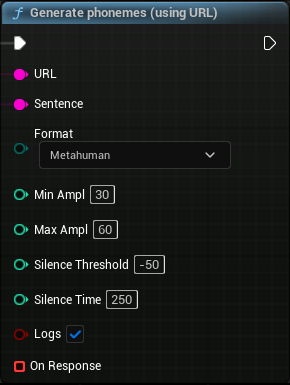 Generate phonemes (using URL)
URL
Sentence
Format
Metahuman
Min Ampl 30
Max Ampl 60
Silence Threshold -50
Silence Time 250
Logs
On Response